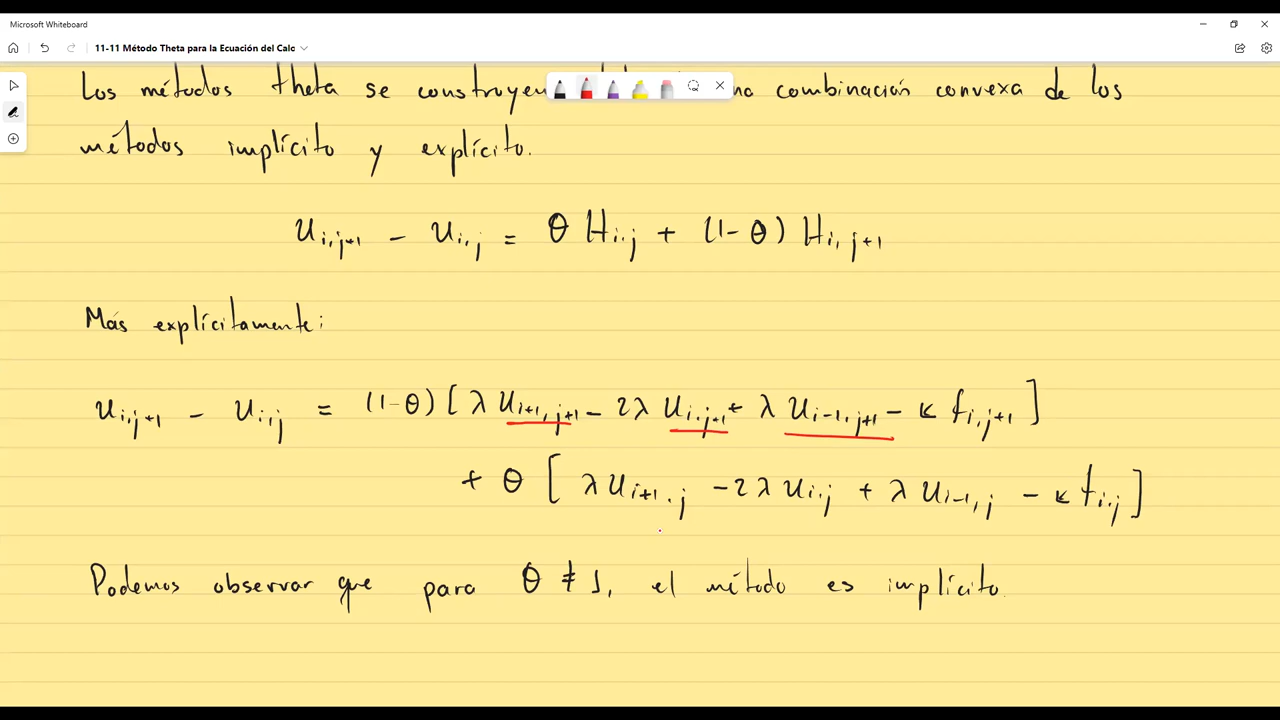 Microsoft Whiteboard
11-11 Método Theta para la Ecuación del Calc
Los métodos theta se construyen combinación convexa de los
métodos implícito y explícito.
u_{i,j+1} - u_{i,j} = θ H_{i,j} + (1-θ) H_{i,j+1}
Más explícitamente:
u_{i,j+1} - u_{i,j} = (1-θ) [λ u_{i+1,j+1} - 2λ u_{i,j+1} + λ u_{i-1,j+1} - κ f_{i,j+1}]
+ θ [λ u_{i+1,j} - 2λ u_{i,j} + λ u_{i-1,j} - κ f_{i,j}]
Podemos observar que para θ ≠ 1, el método es implícito.